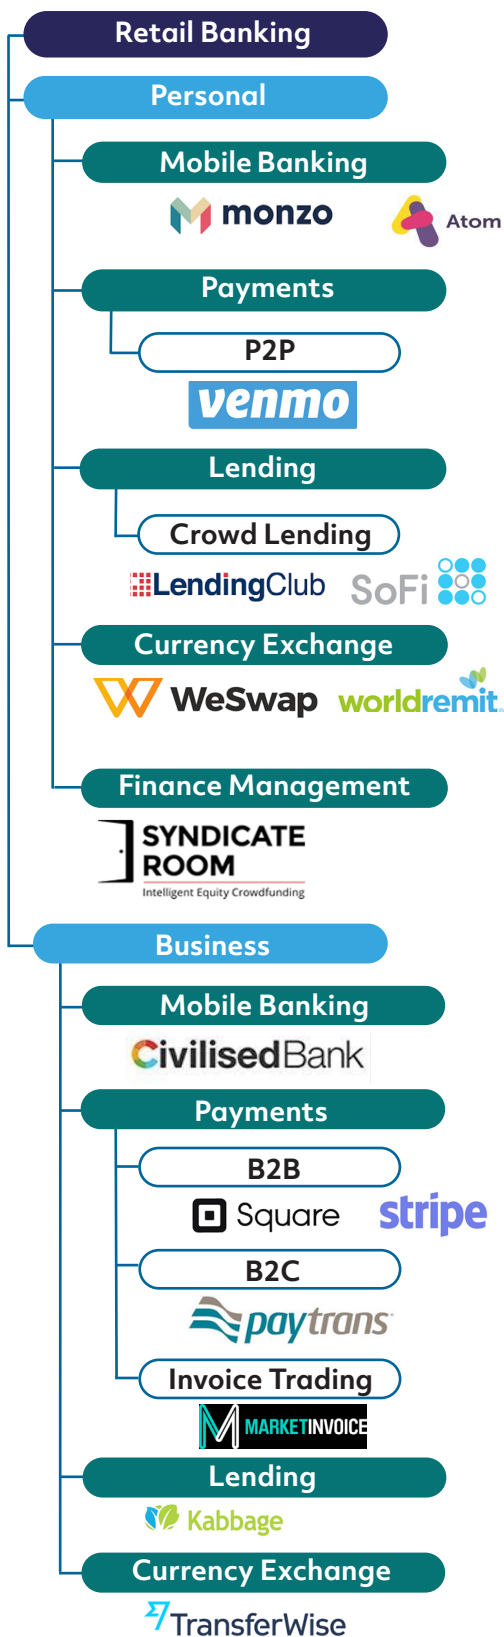 Retail Banking
Personal
Mobile Banking
monzo
Atom
Payments
P2P
venmo
Lending
Crowd Lending
LendingClub
SoFi
Currency Exchange
WeSwap
worldremit
Finance Management
SYNDICATE
ROOM
Intelligent Equity Crowdfunding
Business
Mobile Banking
CivilisedBank
Payments
B2B
Square
stripe
B2C
paytrans
Invoice Trading
MARKETINVOICE
Lending
Kabbage
Currency Exchange
TransferWise